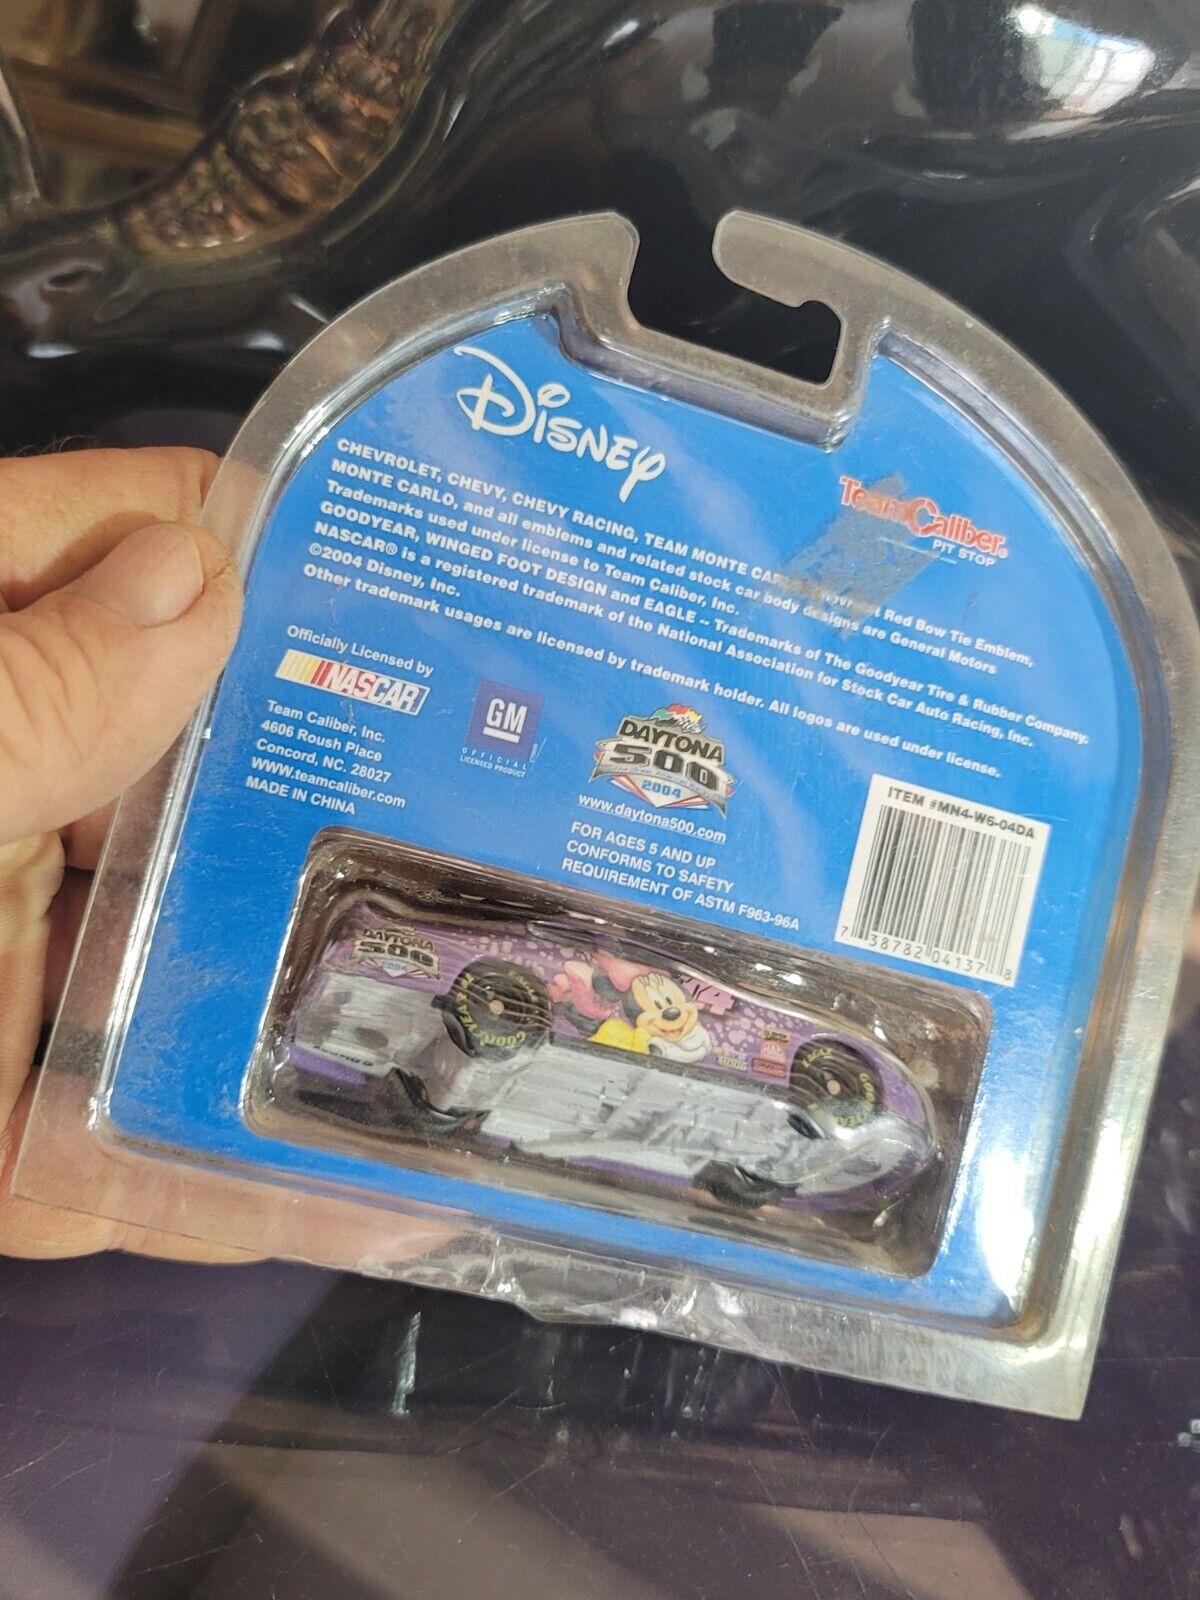 Disney
Team Caliber®
PIT STOP
CHEVROLET, CHEVY, CHEVY RACING, TEAM MONTE Red Bow Tie Emblem,
MONTE CARLO, and all emblems and related stock car body designs are General Motors
Trademarks used under license to Team Caliber, Inc.
GOODYEAR, WINGED FOOT DESIGN and EAGLE -- Trademarks of The Goodyear Tire & Rubber Company.
NASCAR® is a registered trademark of the National Association for Stock Car Auto Racing, Inc.
©2004 Disney, Inc.
Other trademark usages are licensed by trademark holder. All logos are used under license.
Officially Licensed by
NASCAR
Team Caliber, Inc.
4606 Roush Place
Concord, NC. 28027
www.teamcaliber.com
MADE IN CHINA
GM
OFFICIAL
LICENSED PRODUCT
DAYTONA
500
2004
www.daytona500.com
FOR AGES 5 AND UP
CONFORMS TO SAFETY
REQUIREMENT OF ASTM F963-96A
ITEM #MN4-W6-04DA
7 38782 04137 8
DAYTONA
500
2004